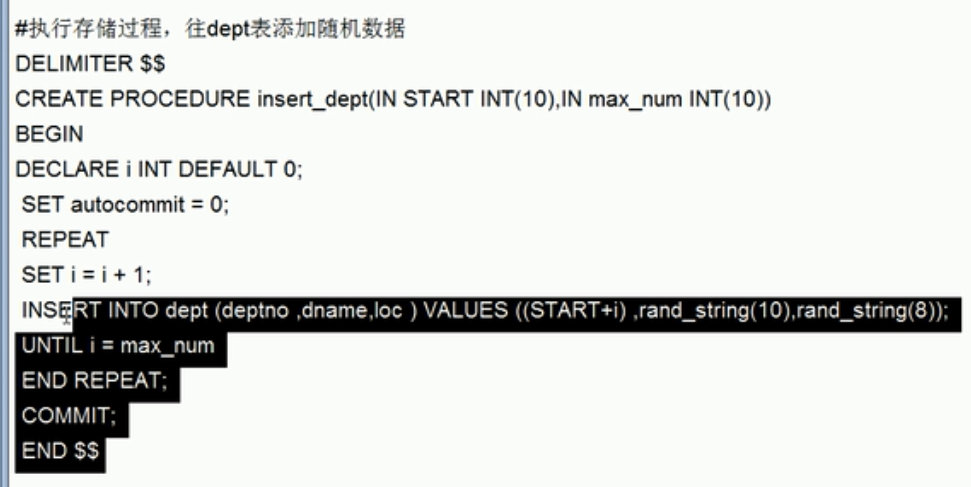 #执行存储过程，往dept表添加随机数据
DELIMITER $$
CREATE PROCEDURE insert_dept(IN START INT(10),IN max_num INT(10))
BEGIN
DECLARE i INT DEFAULT 0;
SET autocommit = 0;
REPEAT
SET i = i + 1;
INSERT INTO dept (deptno ,dname,loc ) VALUES ((START+i) ,rand_string(10),rand_string(8));
UNTIL i = max_num
END REPEAT;
COMMIT;
END $$